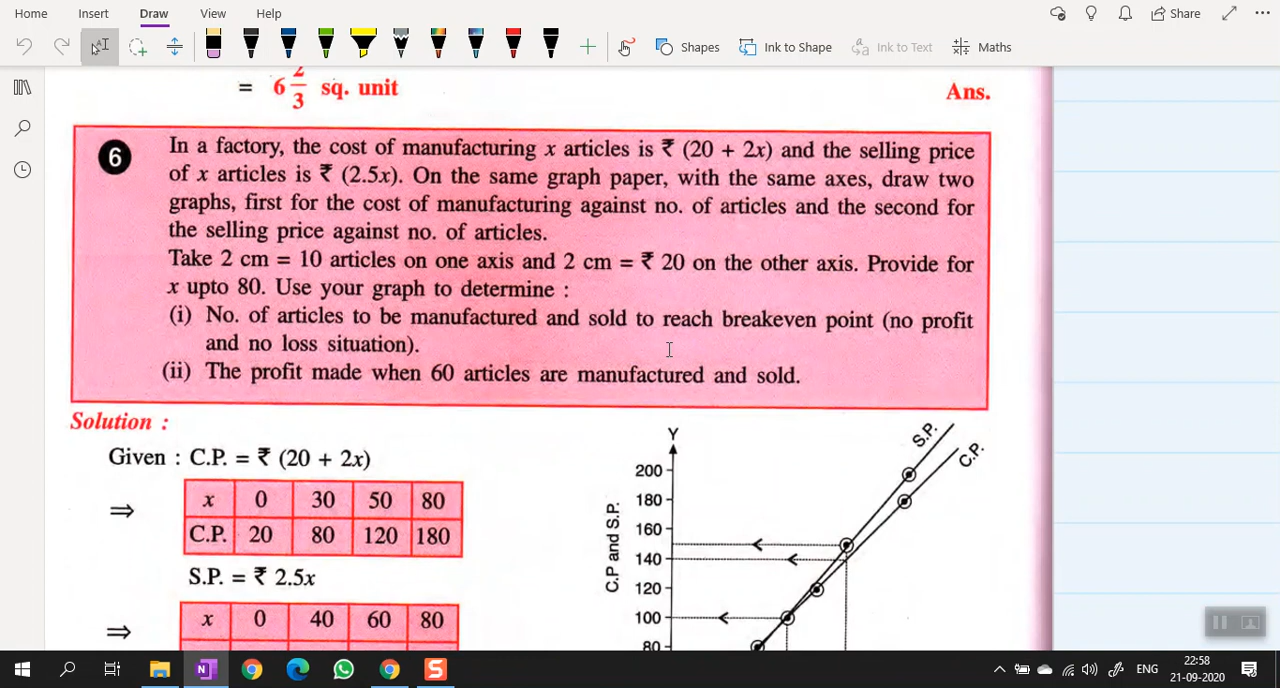 Home Insert Draw View Help
Share
Shapes Ink to Shape Ink to Text Maths
= 6 2/3 sq. unit Ans.
6 In a factory, the cost of manufacturing x articles is ₹ (20 + 2x) and the selling price
of x articles is ₹ (2.5x). On the same graph paper, with the same axes, draw two
graphs, first for the cost of manufacturing against no. of articles and the second for
the selling price against no. of articles.
Take 2 cm = 10 articles on one axis and 2 cm = ₹ 20 on the other axis. Provide for
x upto 80. Use your graph to determine :
(i) No. of articles to be manufactured and sold to reach breakeven point (no profit
and no loss situation).
(ii) The profit made when 60 articles are manufactured and sold.
Solution :
Given : C.P. = ₹ (20 + 2x)
⇒ x 0 30 50 80
C.P. 20 80 120 180
S.P. = ₹ 2.5x
⇒ x 0 40 60 80
Y
S.P.
C.P.
200
180
160
140
120
100
80
C.P and S.P.
ENG
22:58
21-09-2020